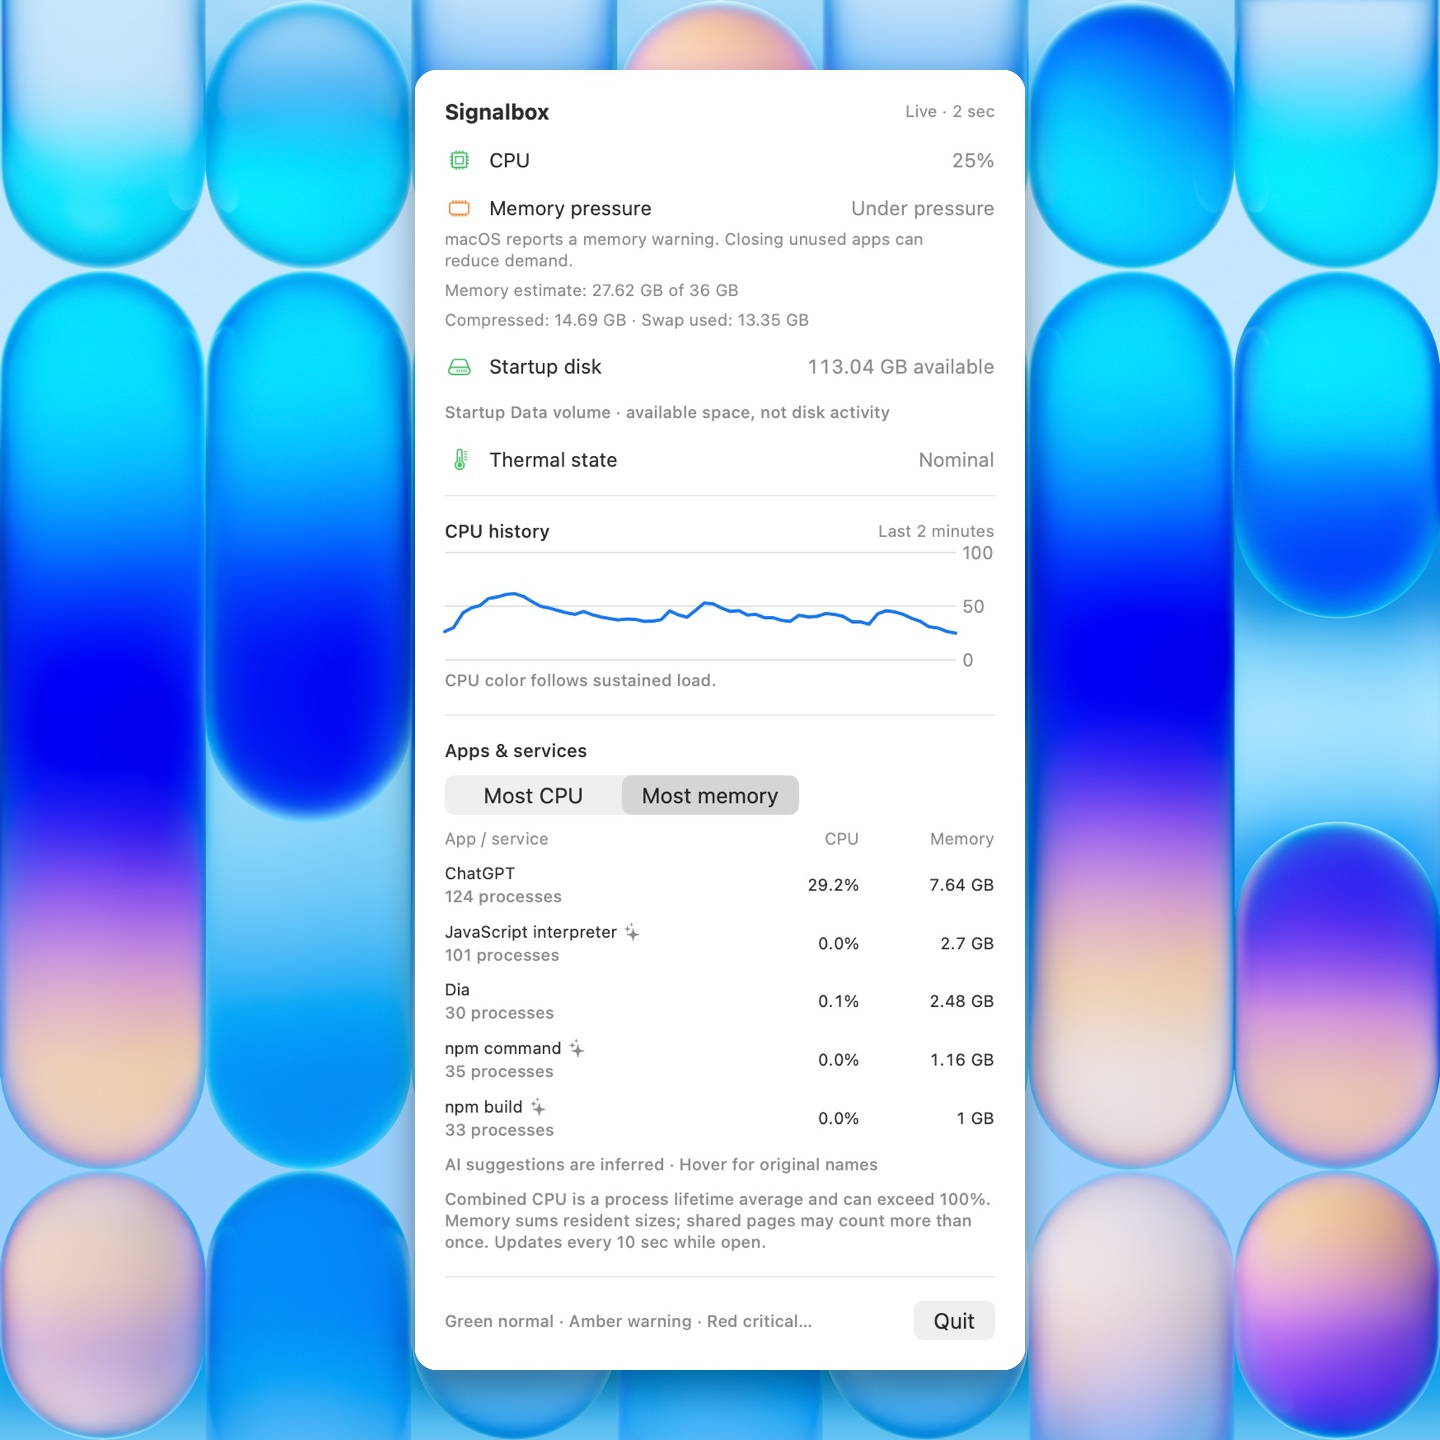 Signalbox
Live · 2 sec
CPU
25%
Memory pressure
Under pressure
macOS reports a memory warning. Closing unused apps can
reduce demand.
Memory estimate: 27.62 GB of 36 GB
Compressed: 14.69 GB · Swap used: 13.35 GB
Startup disk
113.04 GB available
Startup Data volume · available space, not disk activity
Thermal state
Nominal
CPU history
Last 2 minutes
100
50
0
CPU color follows sustained load.
Apps & services
Most CPU
Most memory
App / service
CPU
Memory
ChatGPT
124 processes
29.2%
7.64 GB
JavaScript interpreter
101 processes
0.0%
2.7 GB
Dia
30 processes
0.1%
2.48 GB
npm command
35 processes
0.0%
1.16 GB
npm build
33 processes
0.0%
1 GB
AI suggestions are inferred · Hover for original names
Combined CPU is a process lifetime average and can exceed 100%.
Memory sums resident sizes; shared pages may count more than
once. Updates every 10 sec while open.
Green normal · Amber warning · Red critical...
Quit